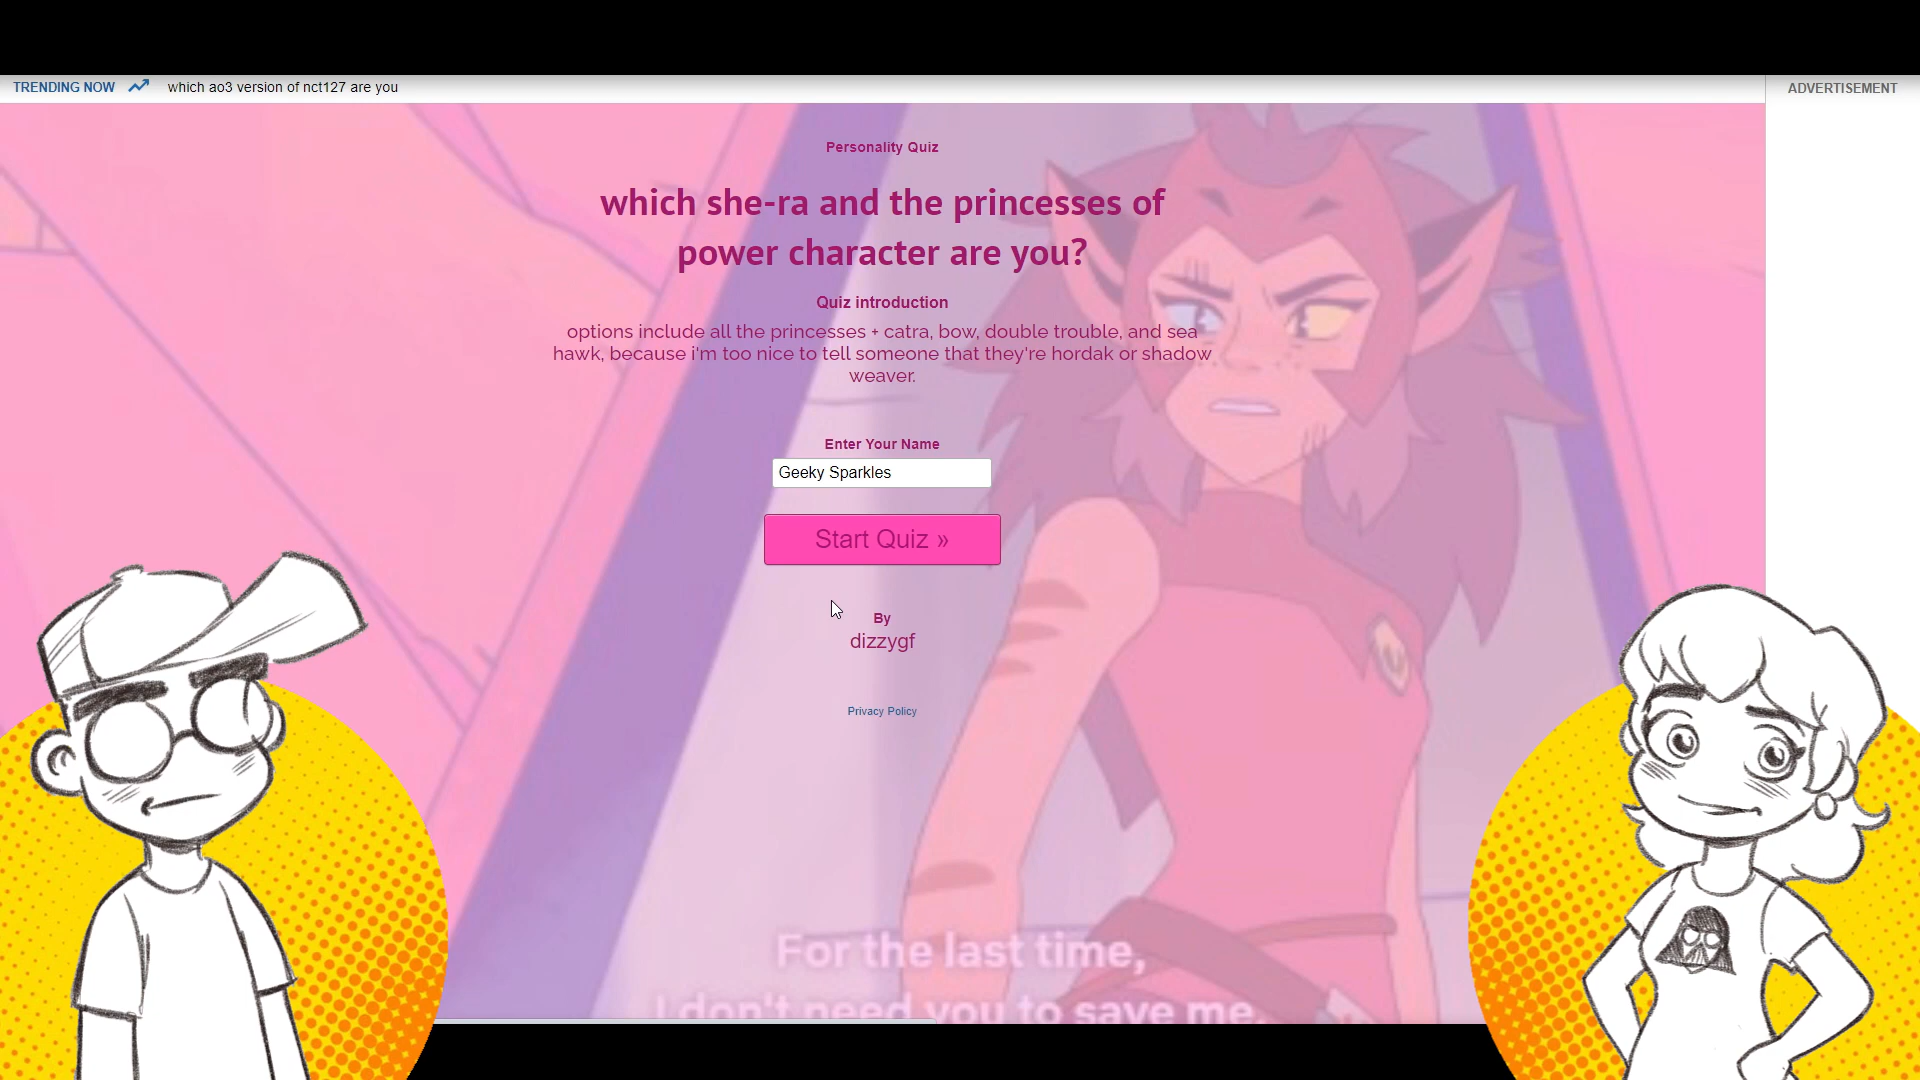 TRENDING NOW which ao3 version of nct127 are you
ADVERTISEMENT
Personality Quiz
which she-ra and the princesses of
power character are you?
Quiz introduction
options include all the princesses + catra, bow, double trouble, and sea
hawk, because i'm too nice to tell someone that they're hordak or shadow
weaver.
Enter Your Name
Geeky Sparkles
Start Quiz »
By
dizzygf
Privacy Policy
For the last time,
I don't need you to save me.